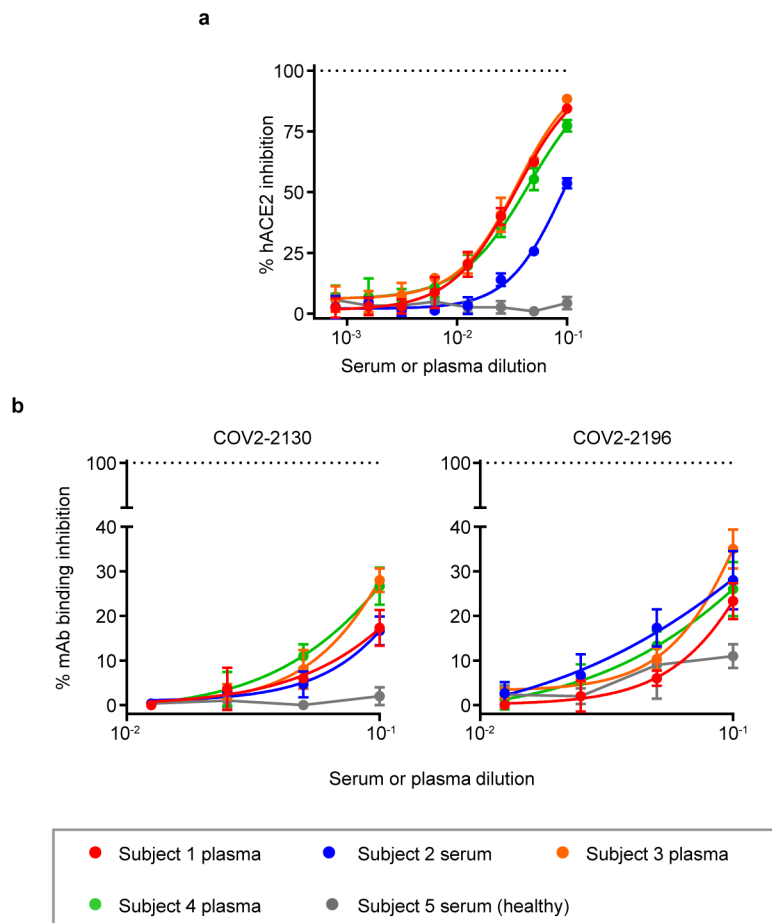 a
100
75
50
25
0
% hACE2 inhibition
10-3
10-2
10-1
Serum or plasma dilution
b
COV2-2130
COV2-2196
100
40
30
20
10
0
% mAb binding inhibition
10-2
10-1
100
40
30
20
10
0
10-2
10-1
Serum or plasma dilution
Subject 1 plasma
Subject 2 serum
Subject 3 plasma
Subject 4 plasma
Subject 5 serum (healthy)